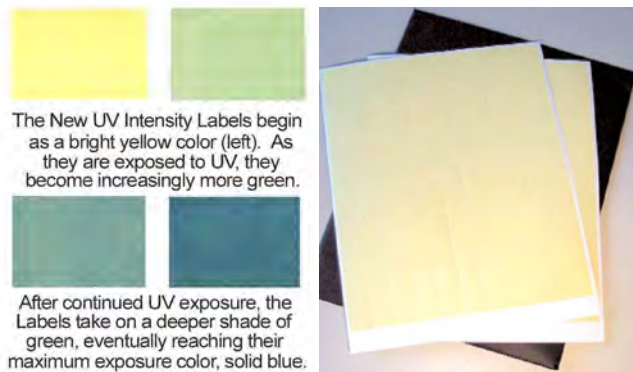 The New UV Intensity Labels begin
as a bright yellow color (left). As
they are exposed to UV, they
become increasingly more green.
After continued UV exposure, the
Labels take on a deeper shade of
green, eventually reaching their
maximum exposure color, solid blue.